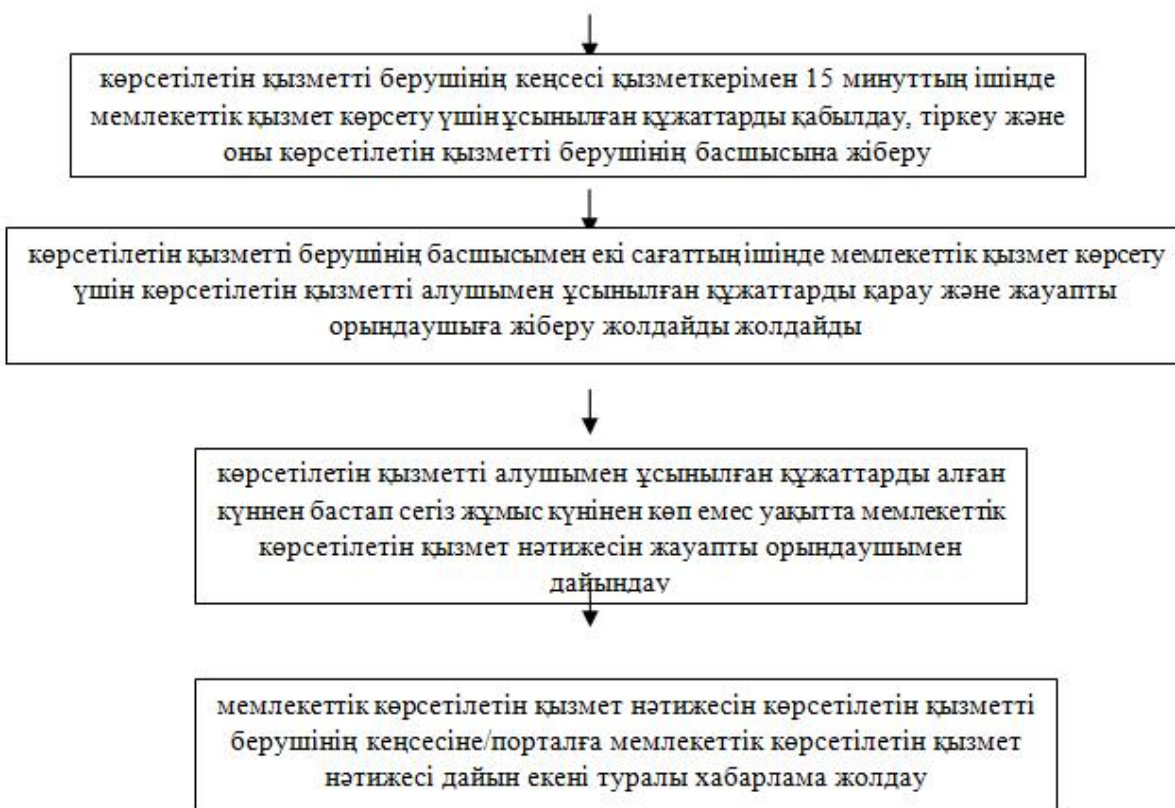 көрсетілетін қызметті берушінің кеңсесі қызметкерімен 15 минуттың ішінде
мемлекеттік қызмет көрсету үшін ұсынылған құжаттарды қабылдау, тіркеу және
оны көрсетілетін қызметті берушінің басшысына жіберу
көрсетілетін қызметті берушінің басшысымен екі сағаттың ішінде мемлекеттік қызмет көрсету
үшін көрсетілетін қызметті алушымен ұсынылған құжаттарды қарау және жауапты
орындаушыға жіберу жолдайды жолдайды
көрсетілетін қызметті алушымен ұсынылған құжаттарды алған
күннен бастап сегіз жұмыс күнінен көп емес уақытта мемлекеттік
көрсетілетін қызмет нәтижесін жауапты орындаушымен
дайындау
мемлекеттік көрсетілетін қызмет нәтижесін көрсетілетін қызметті
берушінің кеңсесіне/порталға мемлекеттік көрсетілетін қызмет
нәтижесі дайын екені туралы хабарлама жолдау